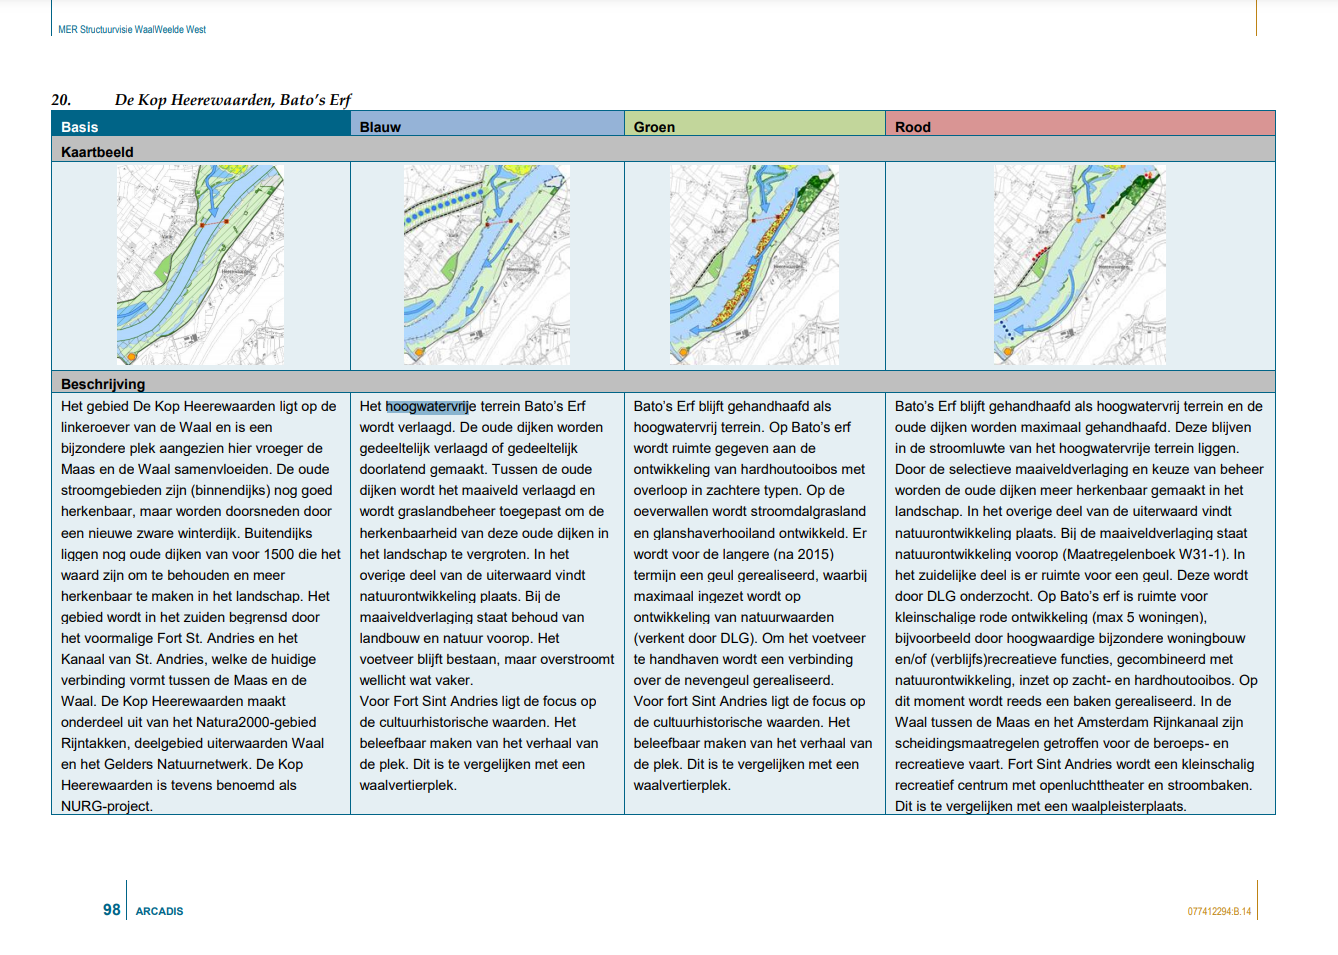 MER Structuurvisie WaalWeelde West
20. De Kop Heerewaarden, Bato's Erf
Basis Blauw Groen Rood
Kaartbeeld
Beschrijving
Het gebied De Kop Heerewaarden ligt op de
linkeroever van de Waal en is een
bijzondere plek aangezien hier vroeger de
Maas en de Waal samenvloeiden. De oude
stroomgebieden zijn (binnendijks) nog goed
herkenbaar, maar worden doorsneden door
een nieuwe zware winterdijk. Buitendijks
liggen nog oude dijken van voor 1500 die het
waard zijn om te behouden en meer
herkenbaar te maken in het landschap. Het
gebied wordt in het zuiden begrensd door
het voormalige Fort St. Andries en het
Kanaal van St. Andries, welke de huidige
verbinding vormt tussen de Maas en de
Waal. De Kop Heerewaarden maakt
onderdeel uit van het Natura2000-gebied
Rijntakken, deelgebied uiterwaarden Waal
en het Gelders Natuurnetwerk. De Kop
Heerewaarden is tevens benoemd als
NURG-project.
Het hoogwatervrije terrein Bato's Erf
wordt verlaagd. De oude dijken worden
gedeeltelijk verlaagd of gedeeltelijk
doorlatend gemaakt. Tussen de oude
dijken wordt het maaiveld verlaagd en
wordt graslandbeheer toegepast om de
herkenbaarheid van deze oude dijken in
het landschap te vergroten. In het
overige deel van de uiterwaard vindt
natuurontwikkeling plaats. Bij de
maaiveldverlaging staat behoud van
landbouw en natuur voorop. Het
voetveer blijft bestaan, maar overstroomt
wellicht wat vaker.
Voor Fort Sint Andries ligt de focus op
de cultuurhistorische waarden. Het
beleefbaar maken van het verhaal van
de plek. Dit is te vergelijken met een
waalvertierplek.
Bato's Erf blijft gehandhaafd als
hoogwatervrij terrein. Op Bato's erf
wordt ruimte gegeven aan de
ontwikkeling van hardhoutooibos met
overloop in zachtere typen. Op de
oeverwallen wordt stroomdalgrasland
en glanshaverhooiland ontwikkeld. Er
wordt voor de langere (na 2015)
termijn een geul gerealiseerd, waarbij
maximaal ingezet wordt op
ontwikkeling van natuurwaarden
(verkent door DLG). Om het voetveer
te handhaven wordt een verbinding
over de nevengeul gerealiseerd.
Voor fort Sint Andries ligt de focus op
de cultuurhistorische waarden. Het
beleefbaar maken van het verhaal van
de plek. Dit is te vergelijken met een
waalvertierplek.
Bato's Erf blijft gehandhaafd als hoogwatervrij terrein en de
oude dijken worden maximaal gehandhaafd. Deze blijven
in de stroomluwte van het hoogwatervrije terrein liggen.
Door de selectieve maaiveldverlaging en keuze van beheer
worden de oude dijken meer herkenbaar gemaakt in het
landschap. In het overige deel van de uiterwaard vindt
natuurontwikkeling plaats. Bij de maaiveldverlaging staat
natuurontwikkeling voorop (Maatregelenboek W31-1). In
het zuidelijke deel is er ruimte voor een geul. Deze wordt
door DLG onderzocht. Op Bato's erf is ruimte voor
kleinschalige rode ontwikkeling (max 5 woningen),
bijvoorbeeld door hoogwaardige bijzondere woningbouw
en/of (verblijfs)recreatieve functies, gecombineerd met
natuurontwikkeling, inzet op zacht- en hardhoutooibos. Op
dit moment wordt reeds een baken gerealiseerd. In de
Waal tussen de Maas en het Amsterdam Rijnkanaal zijn
scheidingsmaatregelen getroffen voor de beroeps- en
recreatieve vaart. Fort Sint Andries wordt een kleinschalig
recreatief centrum met openluchttheater en stroombaken.
Dit is te vergelijken met een waalpleisterplaats.
98 ARCADIS
077412294:B.14